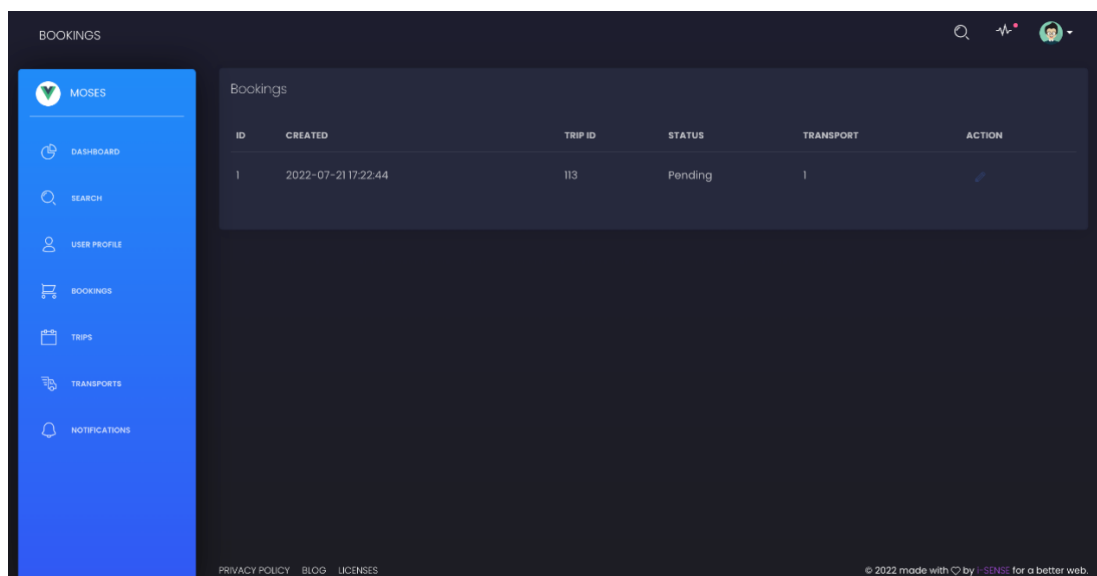 BOOKINGS
MOSES
DASHBOARD
SEARCH
USER PROFILE
BOOKINGS
TRIPS
TRANSPORTS
NOTIFICATIONS
Bookings
ID CREATED TRIP ID STATUS TRANSPORT ACTION
1 2022-07-21 17:22:44 113 Pending 1
PRIVACY POLICY BLOG LICENSES
© 2022 made with ♡ by i-SENSE for a better web.